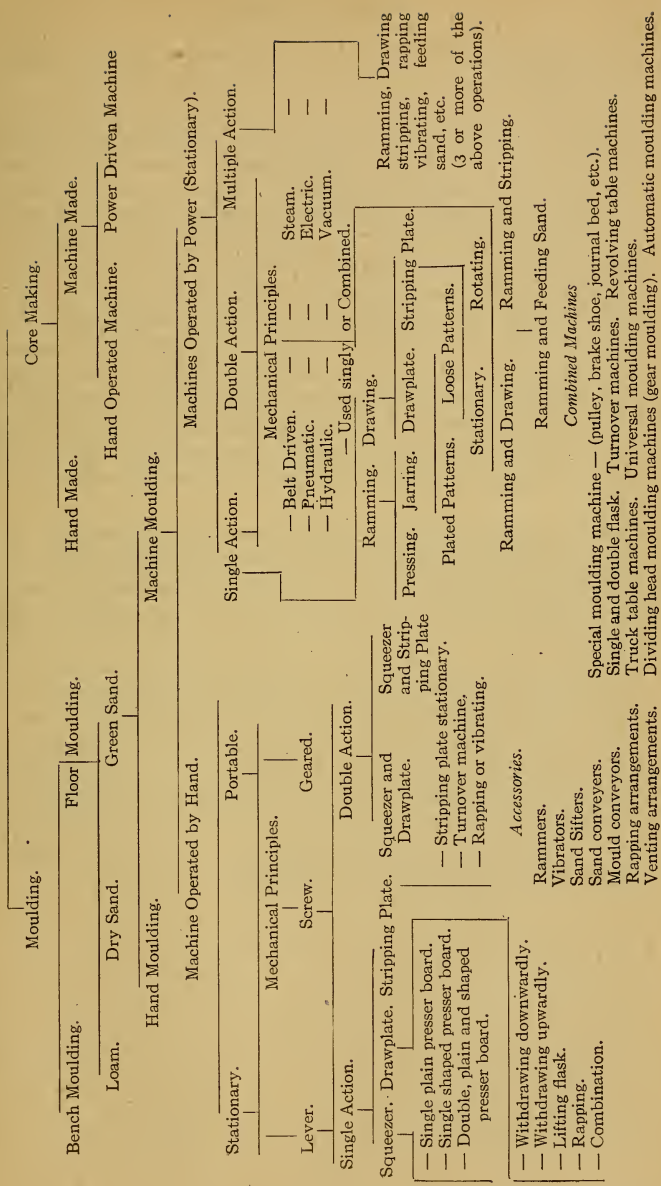 Moulding.
Core Making.
Bench Moulding.
Floor Moulding.
Hand Made.
Machine Made.
Loam.
Dry Sand.
Green Sand.
Hand Operated Machine.
Power Driven Machine
Hand Moulding.
Machine Moulding.
Machine Operated by Hand.
Machines Operated by Power (Stationary).
Stationary.
Portable.
Single Action.
Double Action.
Multiple Action.
Mechanical Principles.
Lever.
Screw.
Geared.
Mechanical Principles.
— Belt Driven. — Steam. —
— Pneumatic. — Electric. —
— Hydraulic. — Vacuum. —
— Used singly or Combined.
Single Action.
Double Action.
Squeezer. Drawplate. Stripping Plate.
Squeezer and
Drawplate.
Squeezer
and Strip-
ping Plate
— Single plain presser board.
— Single shaped presser board.
— Double, plain and shaped
presser board.
— Stripping plate stationary.
— Turnover machine,
— Rapping or vibrating.
— Withdrawing downwardly.
— Withdrawing upwardly.
— Lifting flask.
— Rapping.
— Combination.
Ramming. Drawing.
Pressing. Jarring. Drawplate. Stripping Plate.
Plated Patterns. Loose Patterns.
Stationary. Rotating.
Ramming, Drawing
stripping, rapping
vibrating, feeding
sand, etc.
(3 or more of the
above operations).
Ramming and Drawing.
Ramming and Stripping.
Ramming and Feeding Sand.
Accessories.
Rammers.
Vibrators.
Sand Sifters.
Sand conveyers.
Mould conveyors.
Rapping arrangements.
Venting arrangements.
Combined Machines
Special moulding machine — (pulley, brake shoe, journal bed, etc.).
Single and double flask. Turnover machines. Revolving table machines.
Truck table machines. Universal moulding machines.
Dividing head moulding machines (gear moulding). Automatic moulding machines.